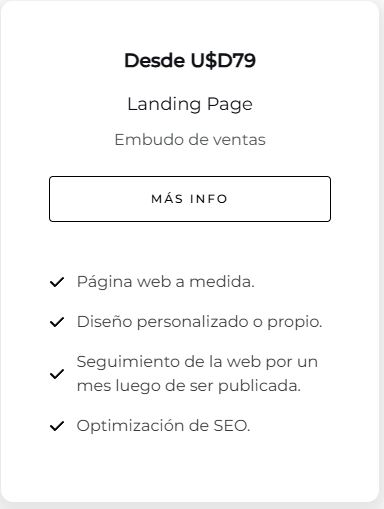 Desde U$D79
Landing Page
Embudo de ventas
MÁS INFO
Página web a medida.
Diseño personalizado o propio.
Seguimiento de la web por un
mes luego de ser publicada.
Optimización de SEO.